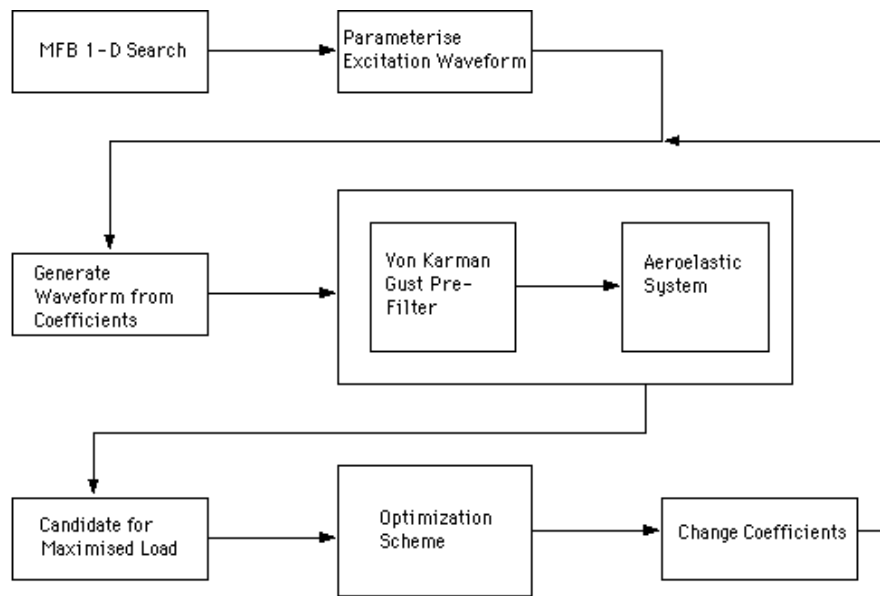 MFB 1-D Search
Parameterise
Excitation Waveform
Generate
Waveform from
Coefficients
Von Karman
Gust Pre-
Filter
Aeroelastic
System
Candidate for
Maximised Load
Optimization
Scheme
Change Coefficients